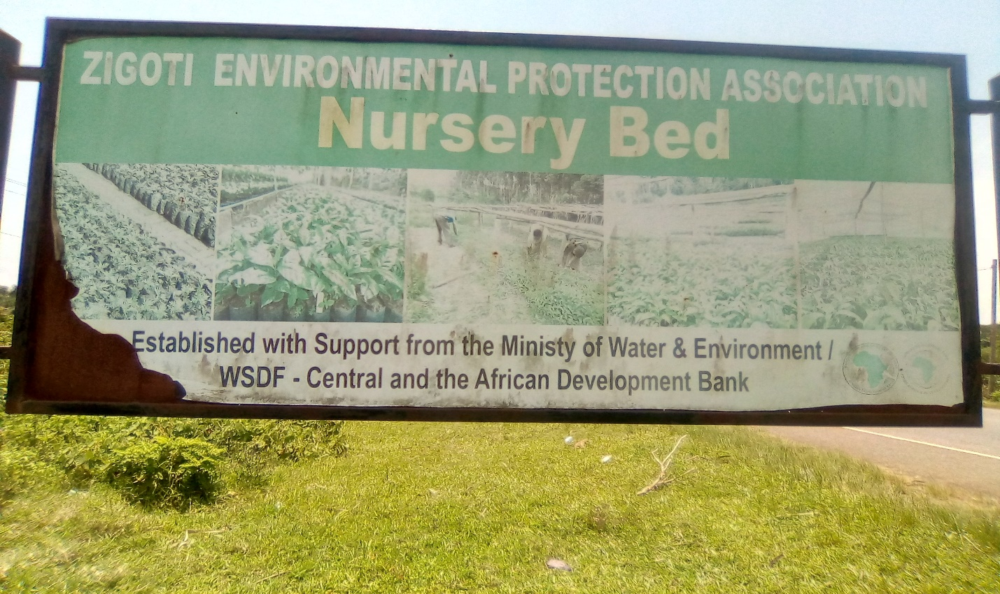 ZIGOTI ENVIRONMENTAL PROTECTION ASSOCIATION
Nursery Bed
Established with Support from the Ministy of Water & Environment /
WSDF - Central and the African Development Bank